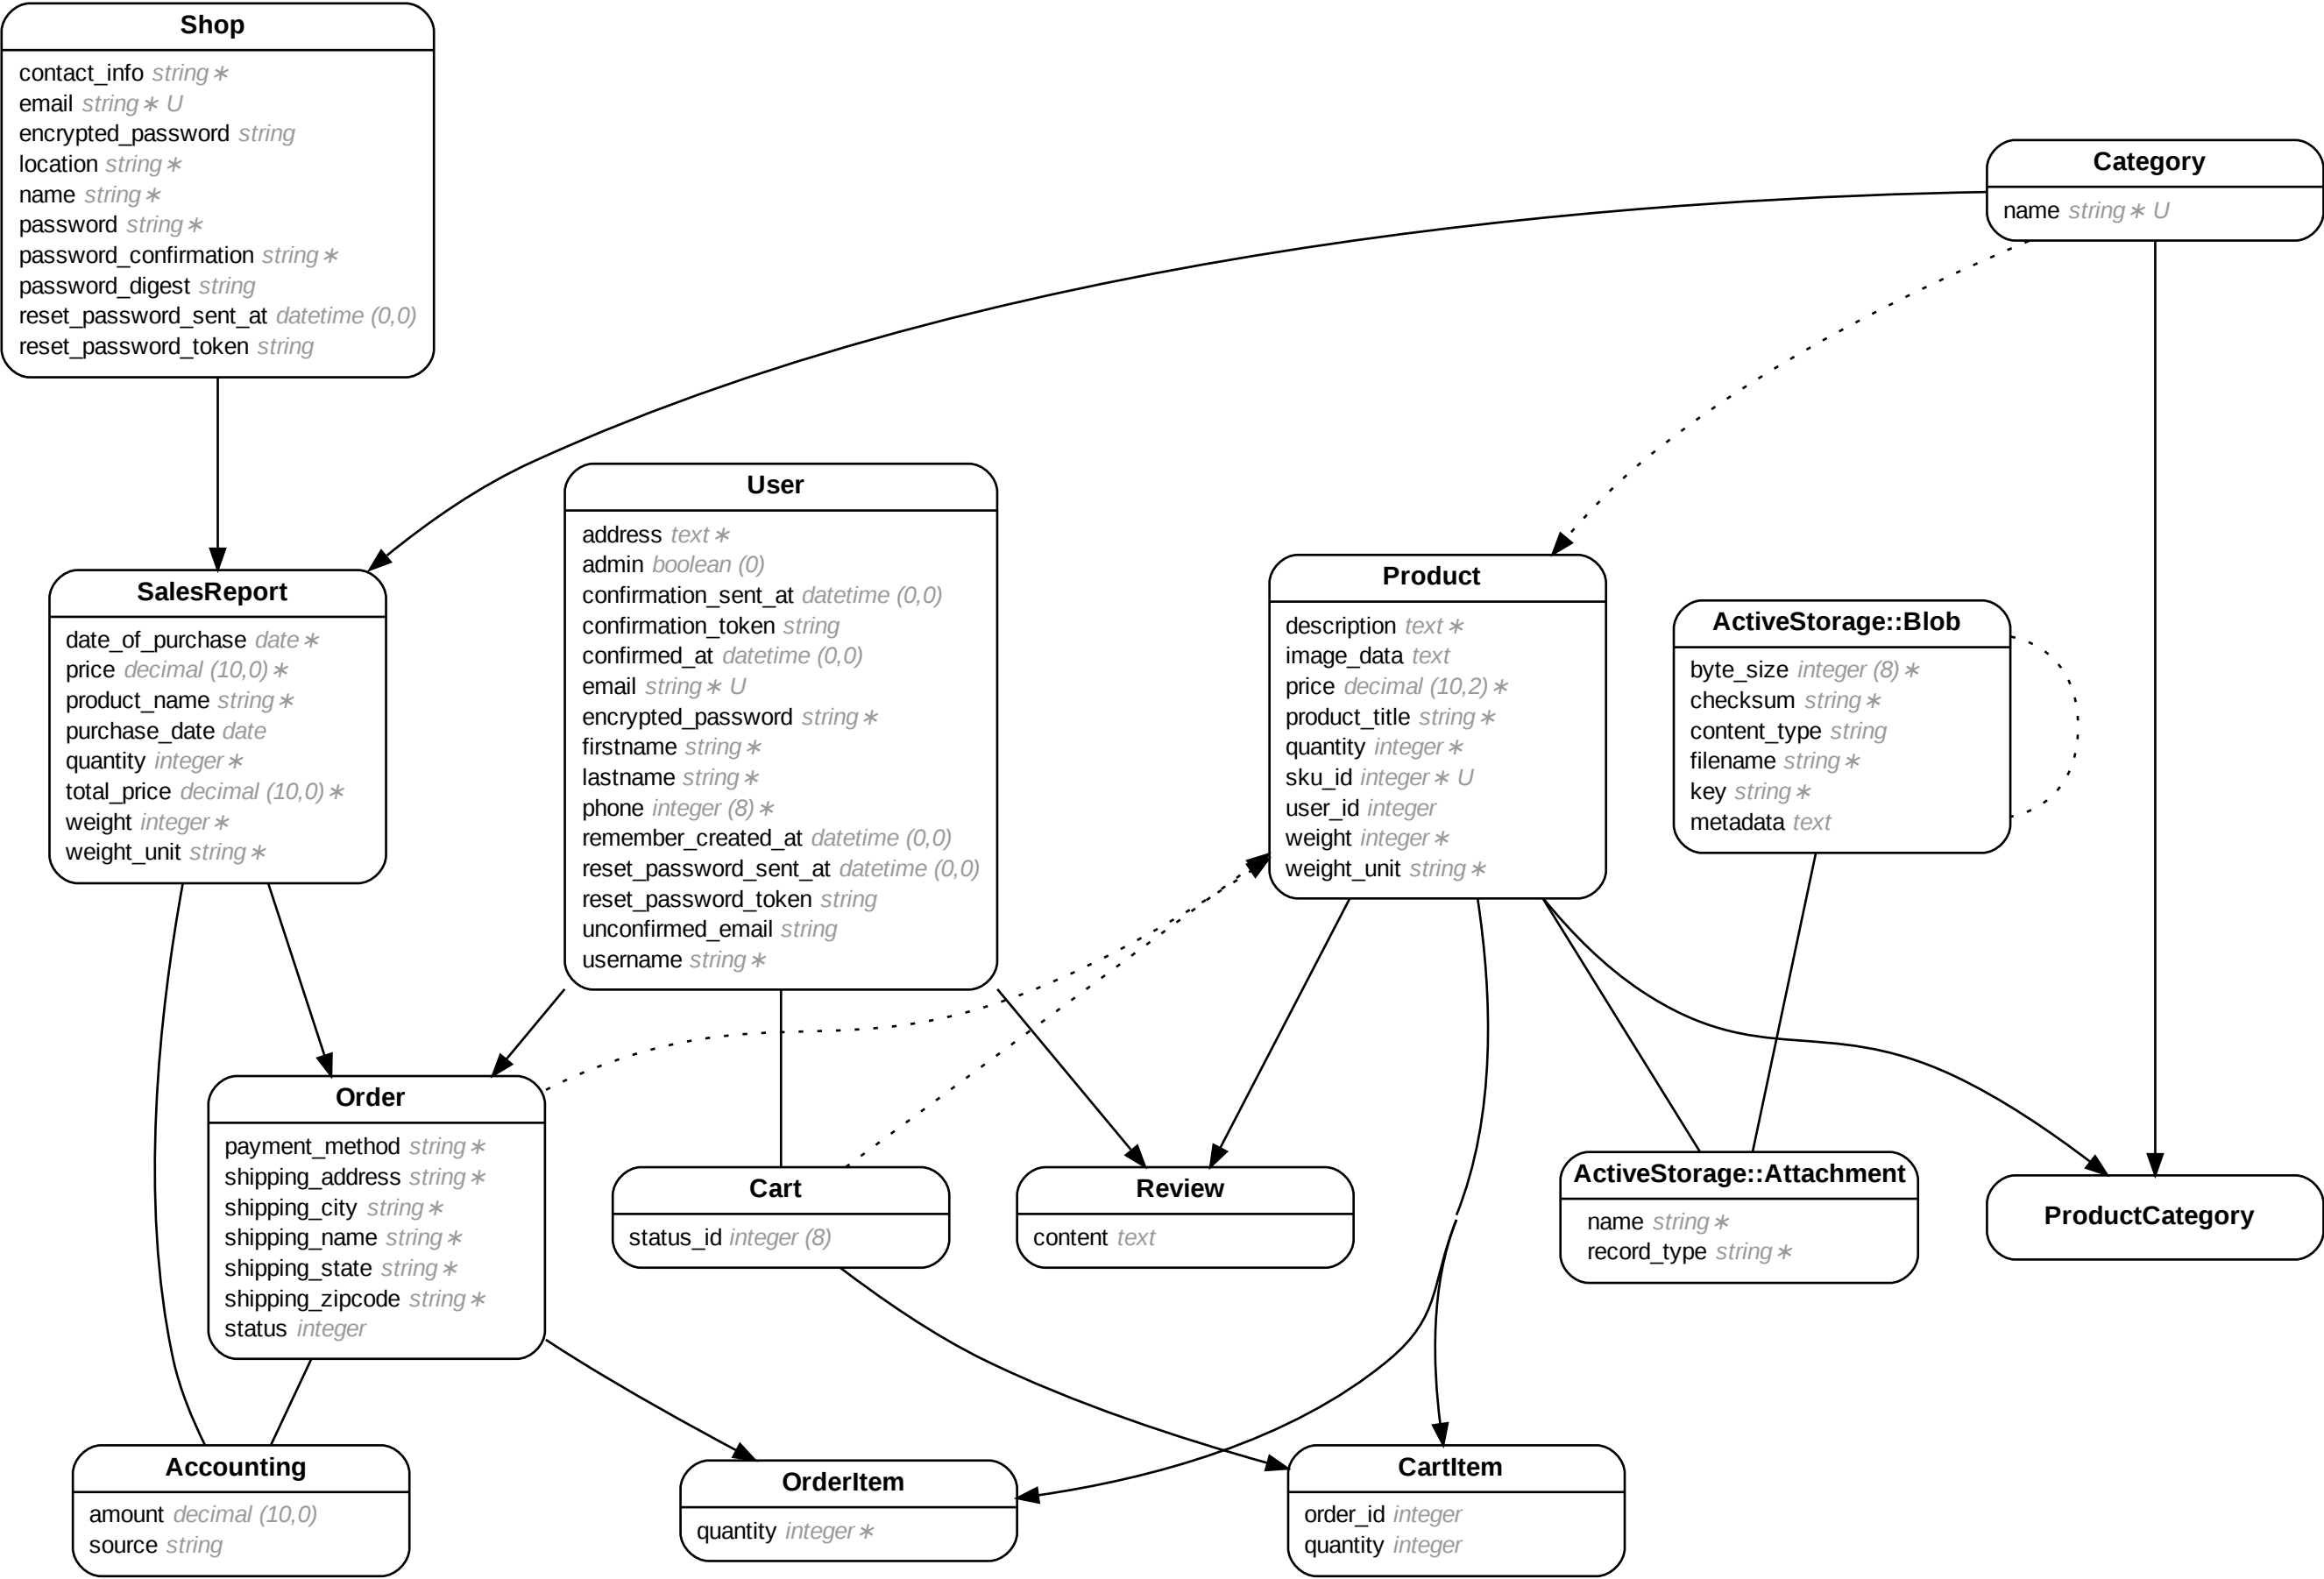 Shop
contact_info string ∗
email string ∗ U
encrypted_password string
location string ∗
name string ∗
password string ∗
password_confirmation string ∗
password_digest string
reset_password_sent_at datetime (0,0)
reset_password_token string
Category
name string ∗ U
User
address text ∗
admin boolean (0)
confirmation_sent_at datetime (0,0)
confirmation_token string
confirmed_at datetime (0,0)
email string ∗ U
encrypted_password string ∗
firstname string ∗
lastname string ∗
phone integer (8) ∗
remember_created_at datetime (0,0)
reset_password_sent_at datetime (0,0)
reset_password_token string
unconfirmed_email string
username string ∗
Product
description text ∗
image_data text
price decimal (10,2) ∗
product_title string ∗
quantity integer ∗
sku_id integer ∗ U
user_id integer
weight integer ∗
weight_unit string ∗
SalesReport
date_of_purchase date ∗
price decimal (10,0) ∗
product_name string ∗
purchase_date date
quantity integer ∗
total_price decimal (10,0) ∗
weight integer ∗
weight_unit string ∗
ActiveStorage::Blob
byte_size integer (8) ∗
checksum string ∗
content_type string
filename string ∗
key string ∗
metadata text
Order
payment_method string ∗
shipping_address string ∗
shipping_city string ∗
shipping_name string ∗
shipping_state string ∗
shipping_zipcode string ∗
status integer
Cart
status_id integer (8)
Review
content text
ActiveStorage::Attachment
name string ∗
record_type string ∗
ProductCategory
Accounting
amount decimal (10,0)
source string
OrderItem
quantity integer ∗
CartItem
order_id integer
quantity integer